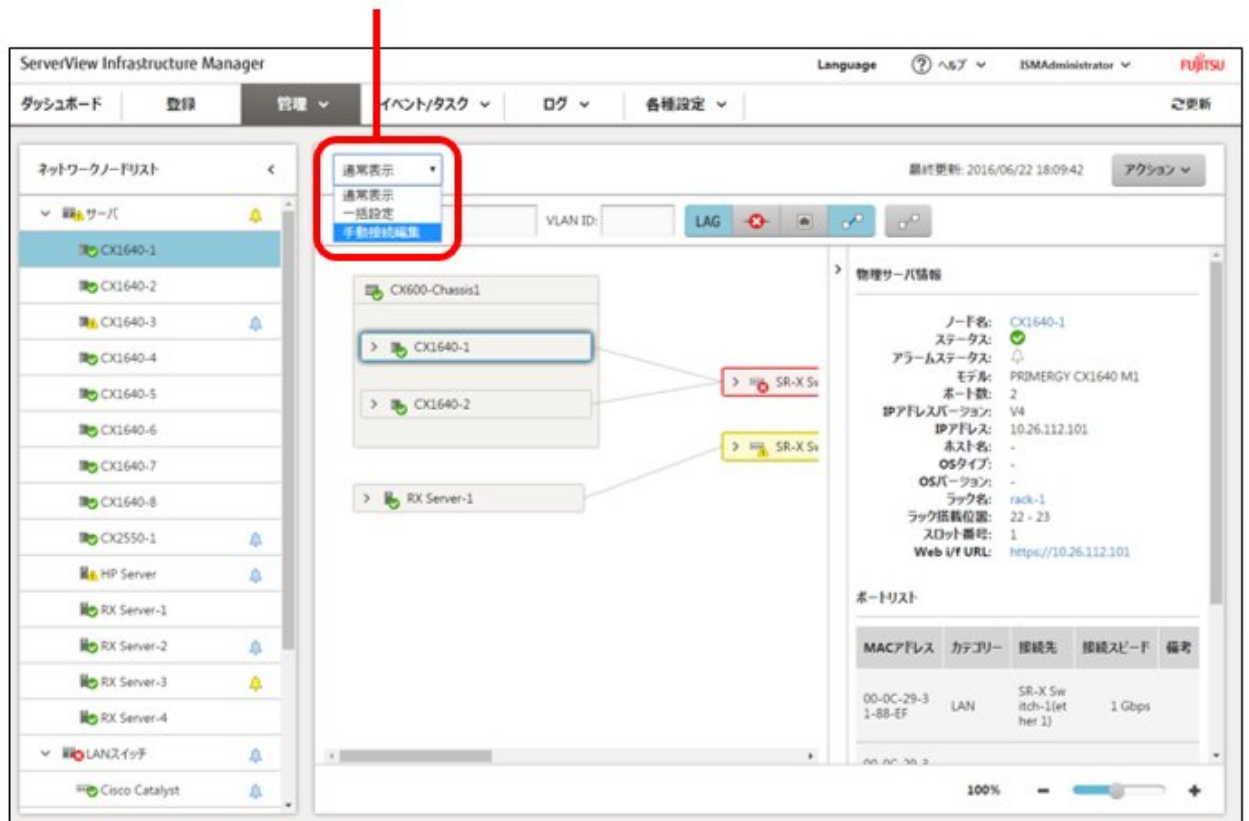 ServerView Infrastructure Manager
Language
ヘルプ
ISMAdministrator
FUJITSU
ダッシュボード
登録
管理
イベント/タスク
ログ
各種設定
更新
ネットワークノードリスト
サーバ
CX1640-1
CX1640-2
CX1640-3
CX1640-4
CX1640-5
CX1640-6
CX1640-7
CX1640-8
CX2550-1
HP Server
RX Server-1
RX Server-2
RX Server-3
RX Server-4
LANスイッチ
Cisco Catalyst
通常表示
通常表示
一括設定
手動接続編集
最終更新: 2016/06/22 18:09:42
アクション
VLAN ID:
LAG
CX600-Chassis1
CX1640-1
CX1640-2
RX Server-1
SR-X Sw
SR-X Sw
物理サーバ情報
ノード名: CX1640-1
ステータス:
アラームステータス:
モデル: PRIMERGY CX1640 M1
ポート数: 2
IPアドレスバージョン: V4
IPアドレス: 10.26.112.101
ホスト名: -
OSタイプ: -
OSバージョン: -
ラック名: rack-1
ラック搭載位置: 22 - 23
スロット番号: 1
Web i/f URL: https://10.26.112.101
ポートリスト
MACアドレス カテゴリー 接続先 接続スピード 備考
00-0C-29-3
1-88-EF
LAN
SR-X Sw
itch-1(et
her 1)
1 Gbps
00-0C-29-3
100%